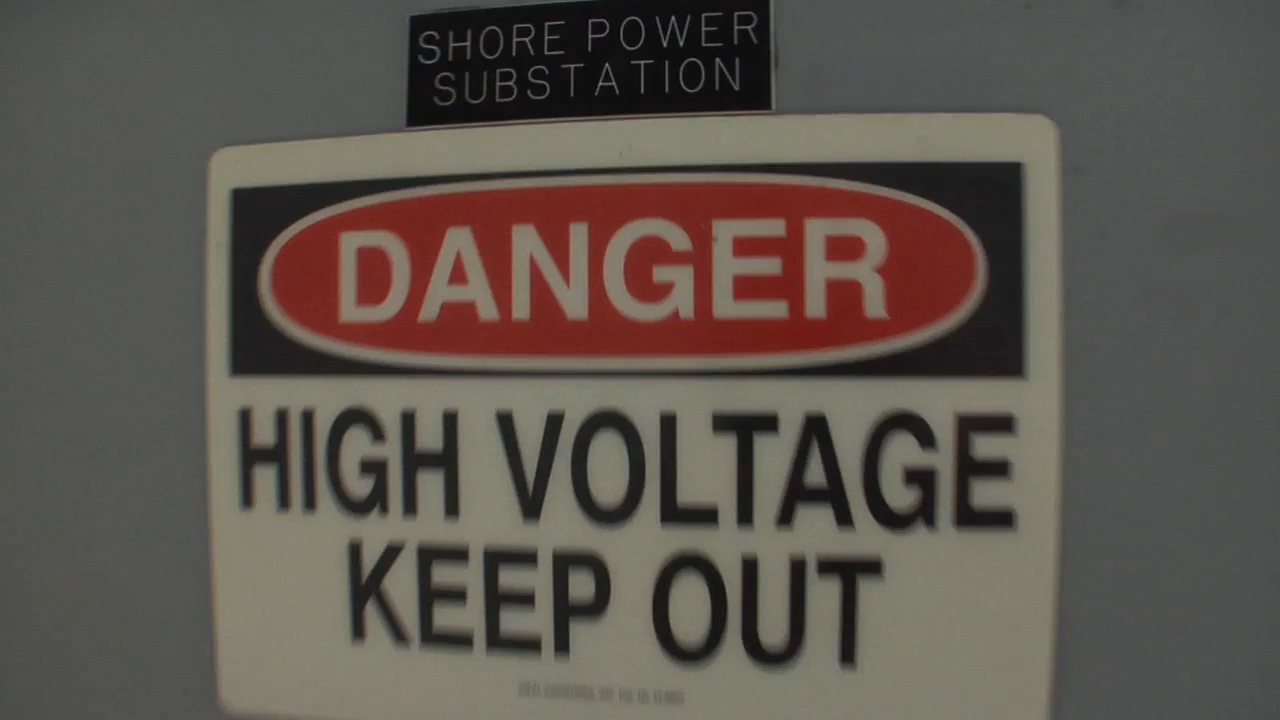 SHORE POWER
SUBSTATION
DANGER
HIGH VOLTAGE
KEEP OUT